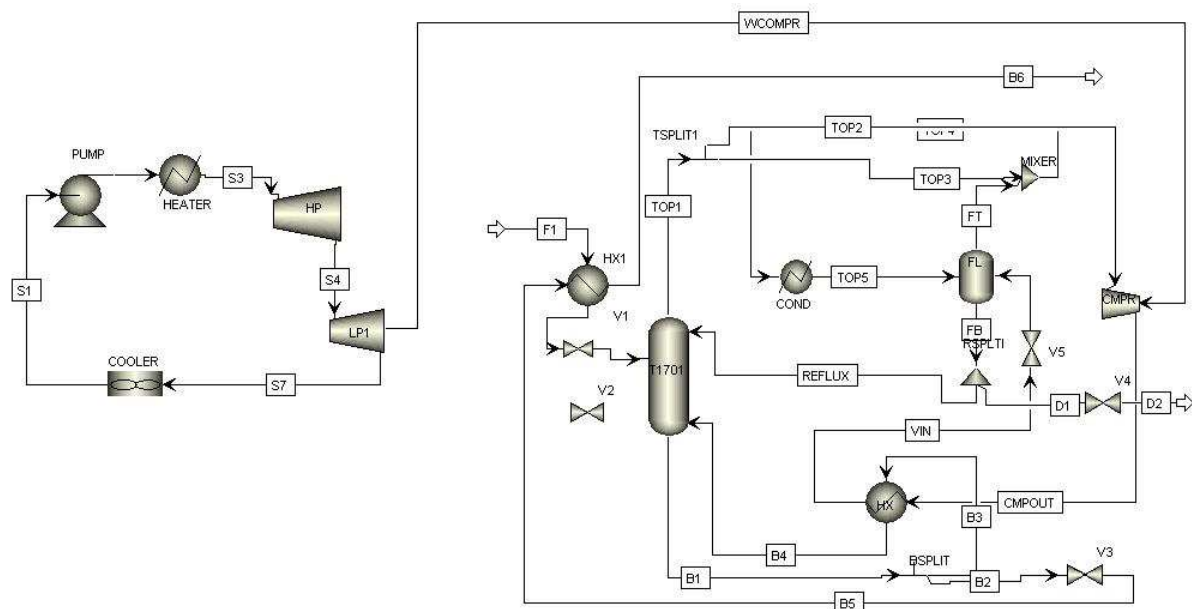 WCOMPR
B6
TSPLIT1
TOP2
TOP4
PUMP
MIXER
S3
TOP3
HEATER
HP
TOP1
FT
F1
HX1
FL
S4
TOP5
S1
COND
CMPR
V1
LP1
FB
RSPLTI
V5
COOLER
T1701
REFLUX
V4
S7
D1
D2
V2
VIN
HX
CMPOUT
B3
B4
BSPLIT
V3
B1
B2
B5